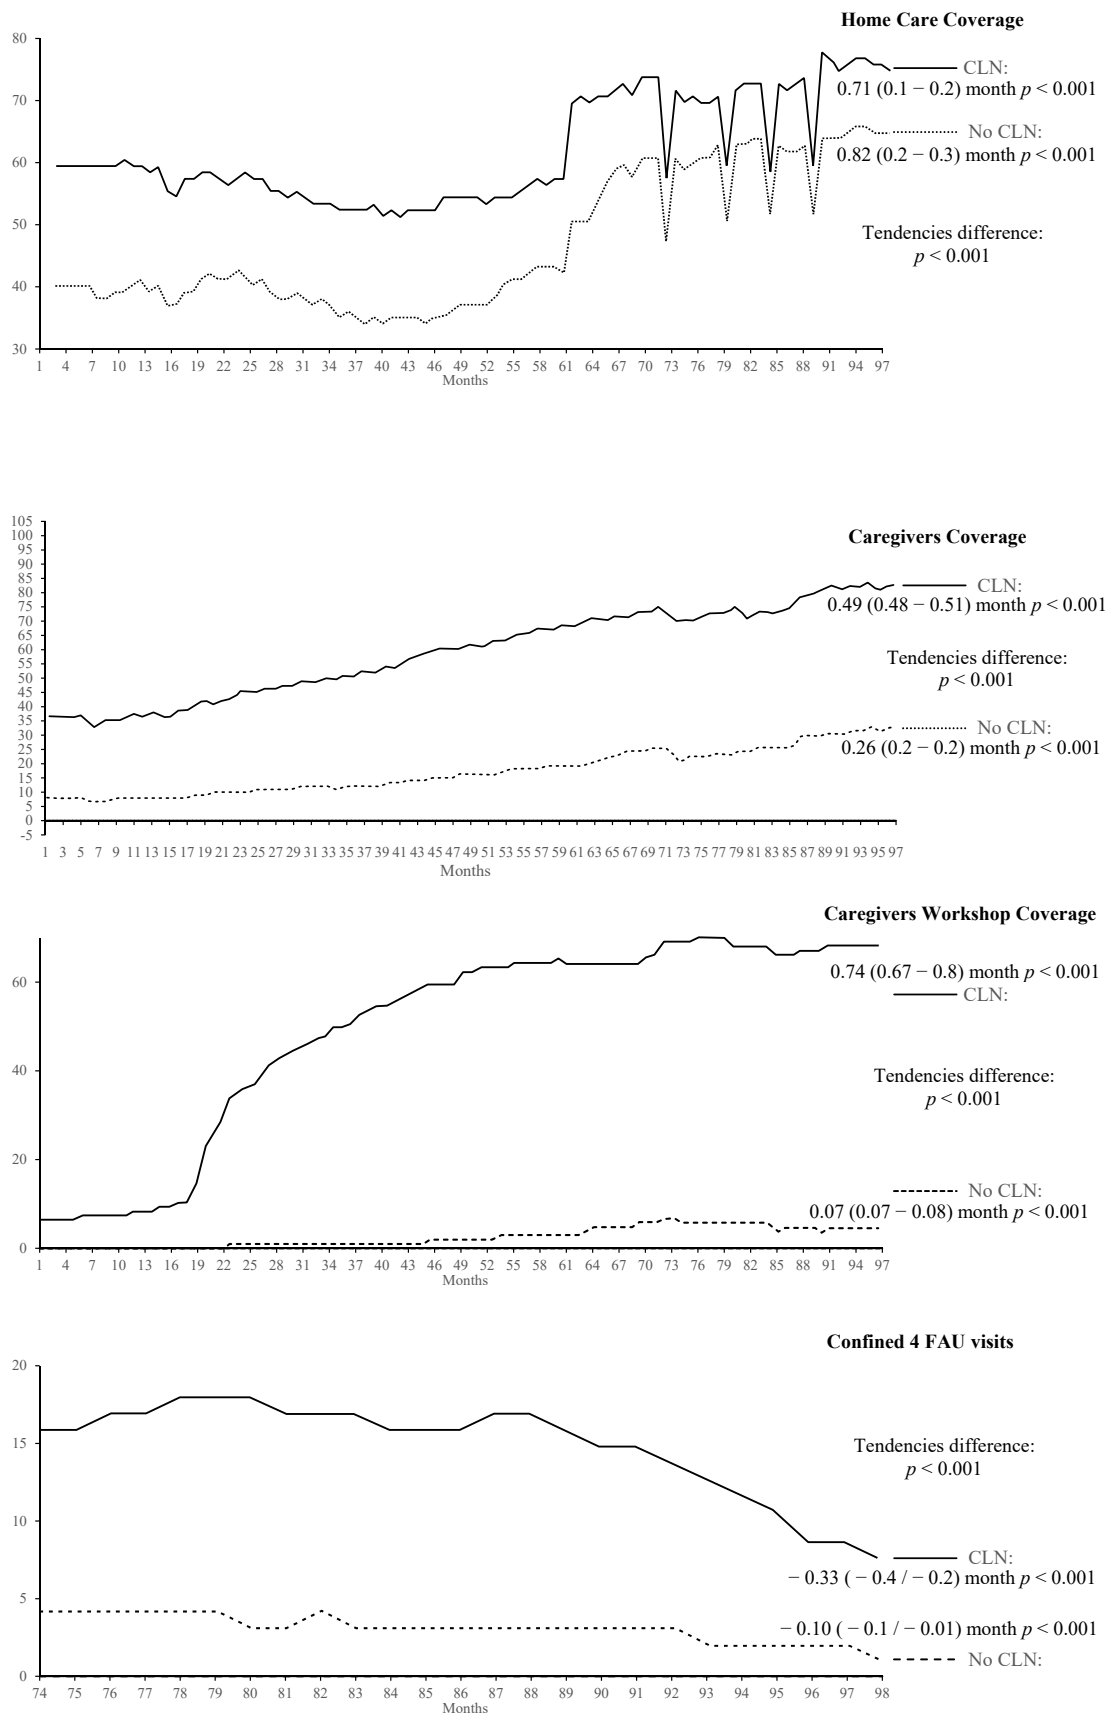 Home Care Coverage
80
70
60
50
40
30
CLN:
0.71 (0.1 − 0.2) month p < 0.001
No CLN:
0.82 (0.2 − 0.3) month p < 0.001
Tendencies difference:
p < 0.001
1 4 7 10 13 16 19 22 25 28 31 34 37 40 43 46 49 52 55 58 61 64 67 70 73 76 79 82 85 88 91 94 97
Months
Caregivers Coverage
105
100
95
90
85
80
75
70
65
60
55
50
45
40
35
30
25
20
15
10
5
0
-5
CLN:
0.49 (0.48 − 0.51) month p < 0.001
Tendencies difference:
p < 0.001
No CLN:
0.26 (0.2 − 0.2) month p < 0.001
1 3 5 7 9 11 13 15 17 19 21 23 25 27 29 31 33 35 37 39 41 43 45 47 49 51 53 55 57 59 61 63 65 67 69 71 73 75 77 79 81 83 85 87 89 91 93 95 97
Months
Caregivers Workshop Coverage
60
40
20
0
0.74 (0.67 − 0.8) month p < 0.001
CLN:
Tendencies difference:
p < 0.001
No CLN:
0.07 (0.07 − 0.08) month p < 0.001
1 4 7 10 13 16 19 22 25 28 31 34 37 40 43 46 49 52 55 58 61 64 67 70 73 76 79 82 85 88 91 94 97
Months
Confined 4 FAU visits
20
15
10
5
0
Tendencies difference:
p < 0.001
CLN:
− 0.33 ( − 0.4 / − 0.2) month p < 0.001
− 0.10 ( − 0.1 / − 0.01) month p < 0.001
No CLN:
74 75 76 77 78 79 80 81 82 83 84 85 86 87 88 89 90 91 92 93 94 95 96 97 98
Months